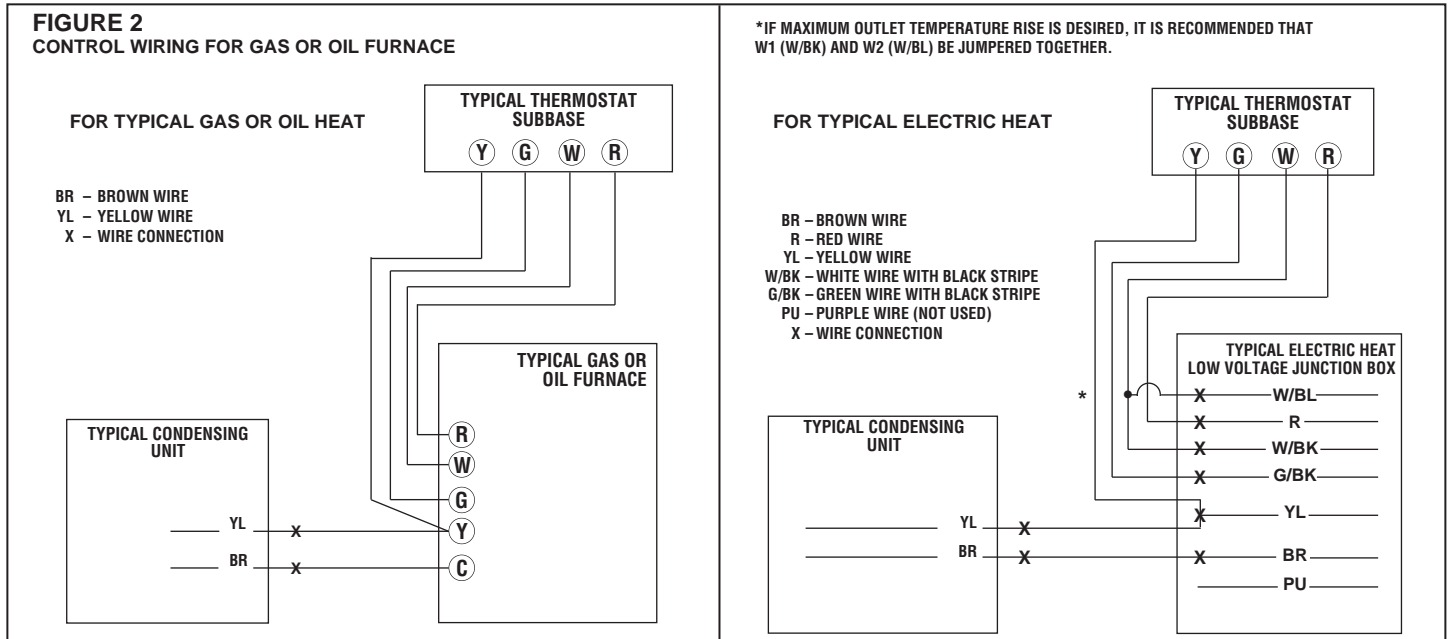 FIGURE 2
CONTROL WIRING FOR GAS OR OIL FURNACE
FOR TYPICAL GAS OR OIL HEAT
TYPICAL THERMOSTAT
SUBBASE
Y G W R
BR – BROWN WIRE
YL – YELLOW WIRE
X – WIRE CONNECTION
TYPICAL GAS OR
OIL FURNACE
R
W
G
Y
C
TYPICAL CONDENSING
UNIT
YL X
BR X
*IF MAXIMUM OUTLET TEMPERATURE RISE IS DESIRED, IT IS RECOMMENDED THAT
W1 (W/BK) AND W2 (W/BL) BE JUMPERED TOGETHER.
FOR TYPICAL ELECTRIC HEAT
TYPICAL THERMOSTAT
SUBBASE
Y G W R
BR – BROWN WIRE
R – RED WIRE
YL – YELLOW WIRE
W/BK – WHITE WIRE WITH BLACK STRIPE
G/BK – GREEN WIRE WITH BLACK STRIPE
PU – PURPLE WIRE (NOT USED)
X – WIRE CONNECTION
TYPICAL ELECTRIC HEAT
LOW VOLTAGE JUNCTION BOX
* X W/BL
X R
X W/BK
X G/BK
X YL
X BR
PU
TYPICAL CONDENSING
UNIT
YL X
BR X